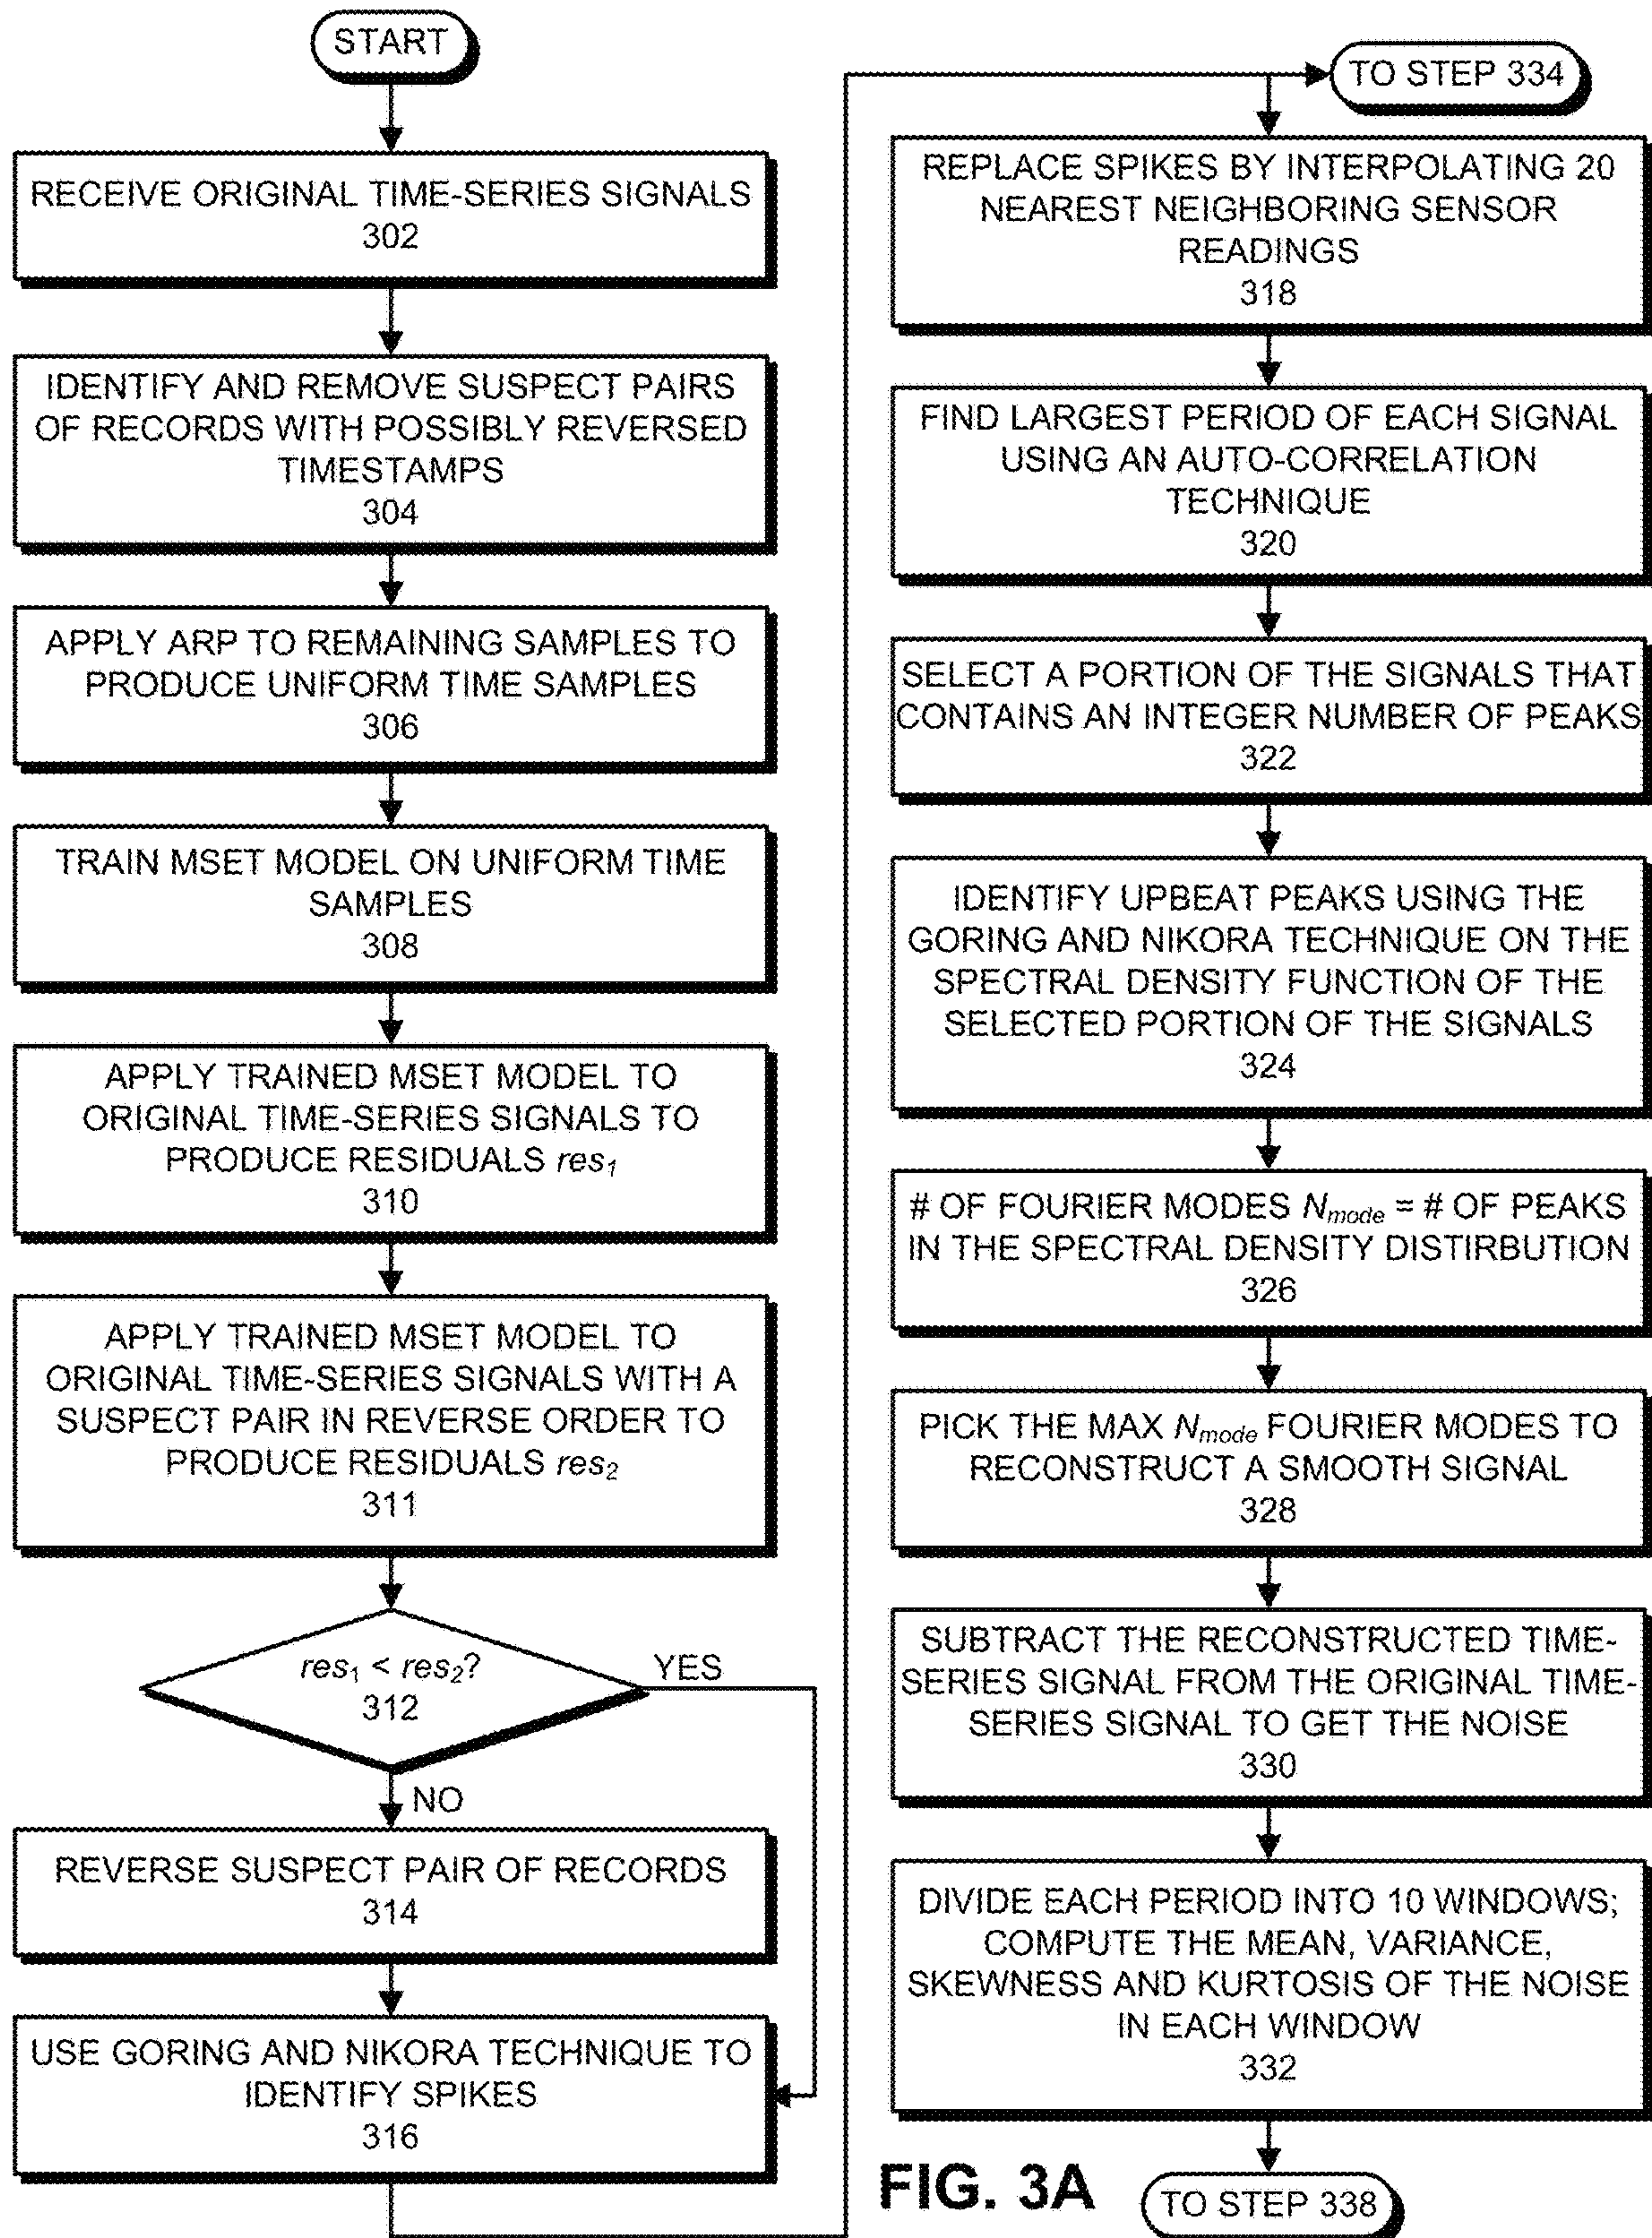 START
RECEIVE ORIGINAL TIME-SERIES SIGNALS
302
IDENTIFY AND REMOVE SUSPECT PAIRS
OF RECORDS WITH POSSIBLY REVERSED
TIMESTAMPS
304
APPLY ARP TO REMAINING SAMPLES TO
PRODUCE UNIFORM TIME SAMPLES
306
TRAIN MSET MODEL ON UNIFORM TIME
SAMPLES
308
APPLY TRAINED MSET MODEL TO
ORIGINAL TIME-SERIES SIGNALS TO
PRODUCE RESIDUALS res1
310
APPLY TRAINED MSET MODEL TO
ORIGINAL TIME-SERIES SIGNALS WITH A
SUSPECT PAIR IN REVERSE ORDER TO
PRODUCE RESIDUALS res2
311
res1 < res2?
312
YES
NO
REVERSE SUSPECT PAIR OF RECORDS
314
USE GORING AND NIKORA TECHNIQUE TO
IDENTIFY SPIKES
316
TO STEP 334
REPLACE SPIKES BY INTERPOLATING 20
NEAREST NEIGHBORING SENSOR
READINGS
318
FIND LARGEST PERIOD OF EACH SIGNAL
USING AN AUTO-CORRELATION
TECHNIQUE
320
SELECT A PORTION OF THE SIGNALS THAT
CONTAINS AN INTEGER NUMBER OF PEAKS
322
IDENTIFY UPBEAT PEAKS USING THE
GORING AND NIKORA TECHNIQUE ON THE
SPECTRAL DENSITY FUNCTION OF THE
SELECTED PORTION OF THE SIGNALS
324
# OF FOURIER MODES Nmode = # OF PEAKS
IN THE SPECTRAL DENSITY DISTIRBUTION
326
PICK THE MAX Nmode FOURIER MODES TO
RECONSTRUCT A SMOOTH SIGNAL
328
SUBTRACT THE RECONSTRUCTED TIME-
SERIES SIGNAL FROM THE ORIGINAL TIME-
SERIES SIGNAL TO GET THE NOISE
330
DIVIDE EACH PERIOD INTO 10 WINDOWS;
COMPUTE THE MEAN, VARIANCE,
SKEWNESS AND KURTOSIS OF THE NOISE
IN EACH WINDOW
332
TO STEP 338
FIG. 3A